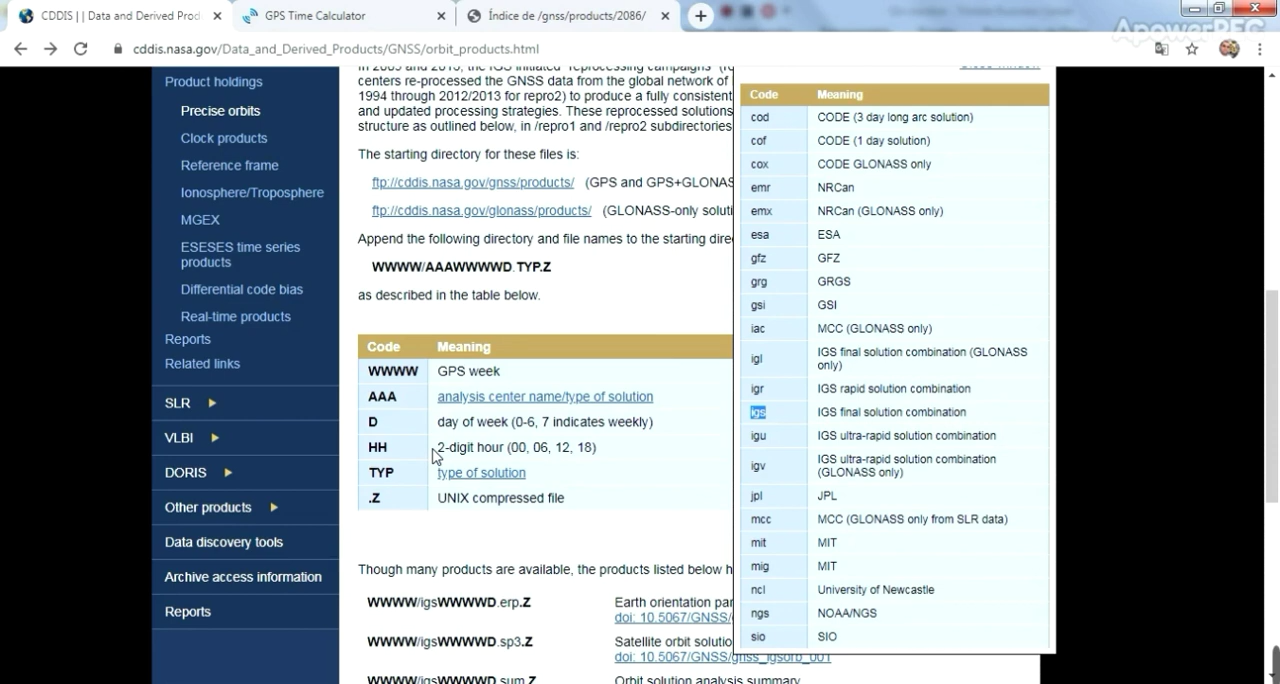 CDDIS | | Data and Derived Prod
GPS Time Calculator
Índice de /gnss/products/2086/
ApowerREC
cddis.nasa.gov/Data_and_Derived_Products/GNSS/orbit_products.html
Product holdings
Precise orbits
Clock products
Reference frame
Ionosphere/Troposphere
MGEX
ESESES time series
products
Differential code bias
Real-time products
Reports
Related links
SLR
VLBI
DORIS
Other products
Data discovery tools
Archive access information
Reports
centers re-processed the GNSS data from the global network of
1994 through 2012/2013 for repro2) to produce a fully consistent
and updated processing strategies. These reprocessed solutions
structure as outlined below, in /repro1 and /repro2 subdirectories
The starting directory for these files is:
ftp://cddis.nasa.gov/gnss/products/ (GPS and GPS+GLONAS
ftp://cddis.nasa.gov/glonass/products/ (GLONASS-only soluti
Append the following directory and file names to the starting direc
WWWW/AAAWWWWD.TYP.Z
as described in the table below.
Code Meaning
WWWW GPS week
AAA analysis center name/type of solution
D day of week (0-6, 7 indicates weekly)
HH 2-digit hour (00, 06, 12, 18)
TYP type of solution
.Z UNIX compressed file
Though many products are available, the products listed below h
WWWW/igsWWWWD.erp.Z Earth orientation par
doi: 10.5067/GNSS/
WWWW/igsWWWWD.sp3.Z Satellite orbit solutio
doi: 10.5067/GNSS/gnss_igsorb_001
WWWW/igsWWWWD.sum.Z Orbit solution analysis summary
Code Meaning
cod CODE (3 day long arc solution)
cof CODE (1 day solution)
cox CODE GLONASS only
emr NRCan
emx NRCan (GLONASS only)
esa ESA
gfz GFZ
grg GRGS
gsi GSI
iac MCC (GLONASS only)
igl IGS final solution combination (GLONASS
only)
igr IGS rapid solution combination
igs IGS final solution combination
igu IGS ultra-rapid solution combination
igv IGS ultra-rapid solution combination
(GLONASS only)
jpl JPL
mcc MCC (GLONASS only from SLR data)
mit MIT
mig MIT
ncl University of Newcastle
ngs NOAA/NGS
sio SIO